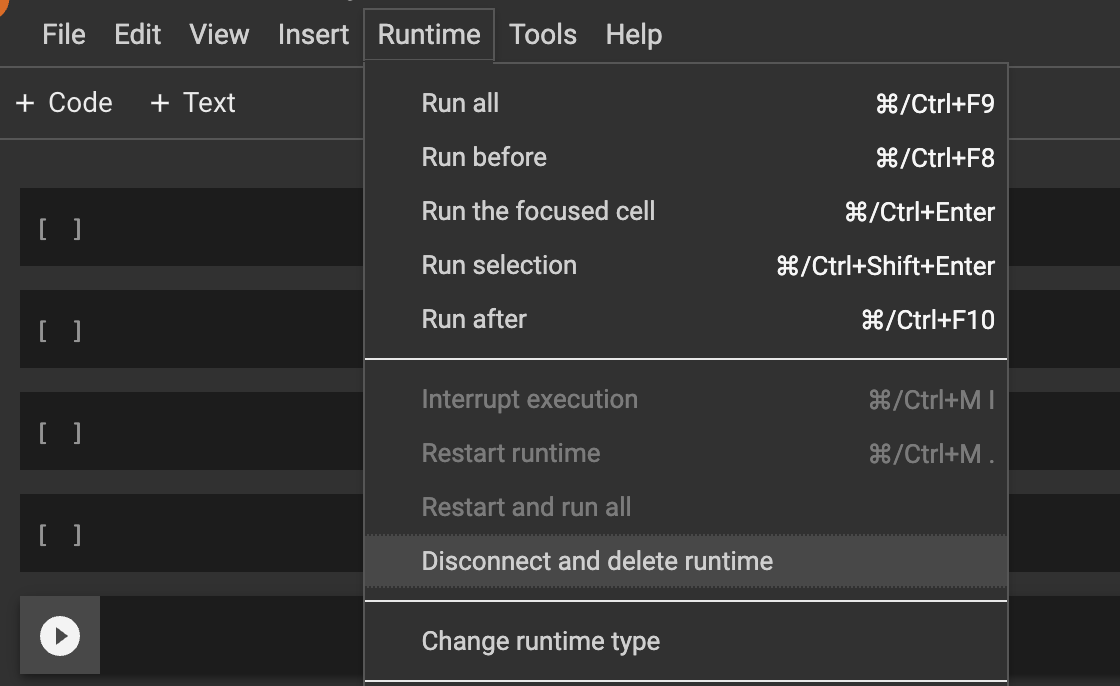 File Edit View Insert Runtime Tools Help
+ Code + Text
Run all ⌘/Ctrl+F9
Run before ⌘/Ctrl+F8
[ ] Run the focused cell ⌘/Ctrl+Enter
Run selection ⌘/Ctrl+Shift+Enter
[ ] Run after ⌘/Ctrl+F10
Interrupt execution ⌘/Ctrl+M I
[ ] Restart runtime ⌘/Ctrl+M .
Restart and run all
[ ] Disconnect and delete runtime
Change runtime type